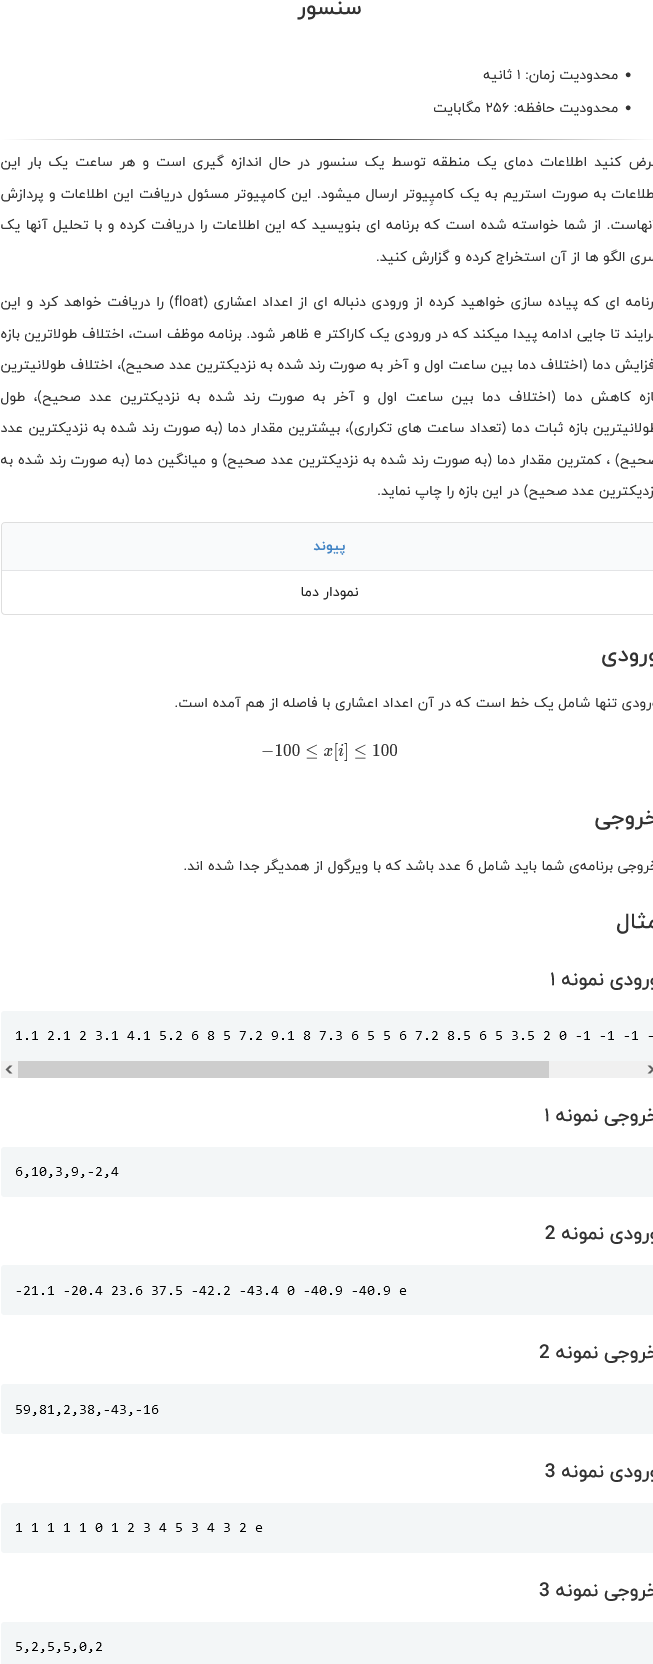 سنسور
محدودیت زمان: ۱ ثانیه
محدودیت حافظه: ۲۵۶ مگابایت
رض کنید اطلاعات دمای یک منطقه توسط یک سنسور در حال اندازه گیری است و هر ساعت یک بار این
طلاعات به صورت استریم به یک کامپیوتر ارسال میشود. این کامپیوتر مسئول دریافت این اطلاعات و پردازش
نهاست. از شما خواسته شده است که برنامه ای بنویسید که این اطلاعات را دریافت کرده و با تحلیل آنها یک
سری الگو ها از آن استخراج کرده و گزارش کنید.
رنامه ای که پیاده سازی خواهید کرده از ورودی دنباله ای از اعداد اعشاری (float) را دریافت خواهد کرد و این
رایند تا جایی ادامه پیدا میکند که در ورودی یک کاراکتر e ظاهر شود. برنامه موظف است، اختلاف طولاترین بازه
فزایش دما (اختلاف دما بین ساعت اول و آخر به صورت رند شده به نزدیکترین عدد صحیح)، اختلاف طولانیترین
ازه کاهش دما (اختلاف دما بین ساعت اول و آخر به صورت رند شده به نزدیکترین عدد صحیح)، طول
طولانیترین بازه ثبات دما (تعداد ساعت های تکراری)، بیشترین مقدار دما (به صورت رند شده به نزدیکترین عدد
صحیح) ، کمترین مقدار دما (به صورت رند شده به نزدیکترین عدد صحیح) و میانگین دما (به صورت رند شده به
زدیکترین عدد صحیح) در این بازه را چاپ نماید.
پیوند
نمودار دما
ورودی
ورودی تنها شامل یک خط است که در آن اعداد اعشاری با فاصله از هم آمده است.
−100 ≤ x[i] ≤ 100
خروجی
خروجی برنامه‌ی شما باید شامل 6 عدد باشد که با ویرگول از همدیگر جدا شده اند.
مثال
ورودی نمونه ۱
1.1 2.1 2 3.1 4.1 5.2 6 8 5 7.2 9.1 8 7.3 6 5 5 6 7.2 8.5 6 5 3.5 2 0 -1 -1 -1 -
خروجی نمونه ۱
6,10,3,9,-2,4
ورودی نمونه 2
-21.1 -20.4 23.6 37.5 -42.2 -43.4 0 -40.9 -40.9 e
خروجی نمونه 2
59,81,2,38,-43,-16
ورودی نمونه 3
1 1 1 1 1 0 1 2 3 4 5 3 4 3 2 e
خروجی نمونه 3
5,2,5,5,0,2